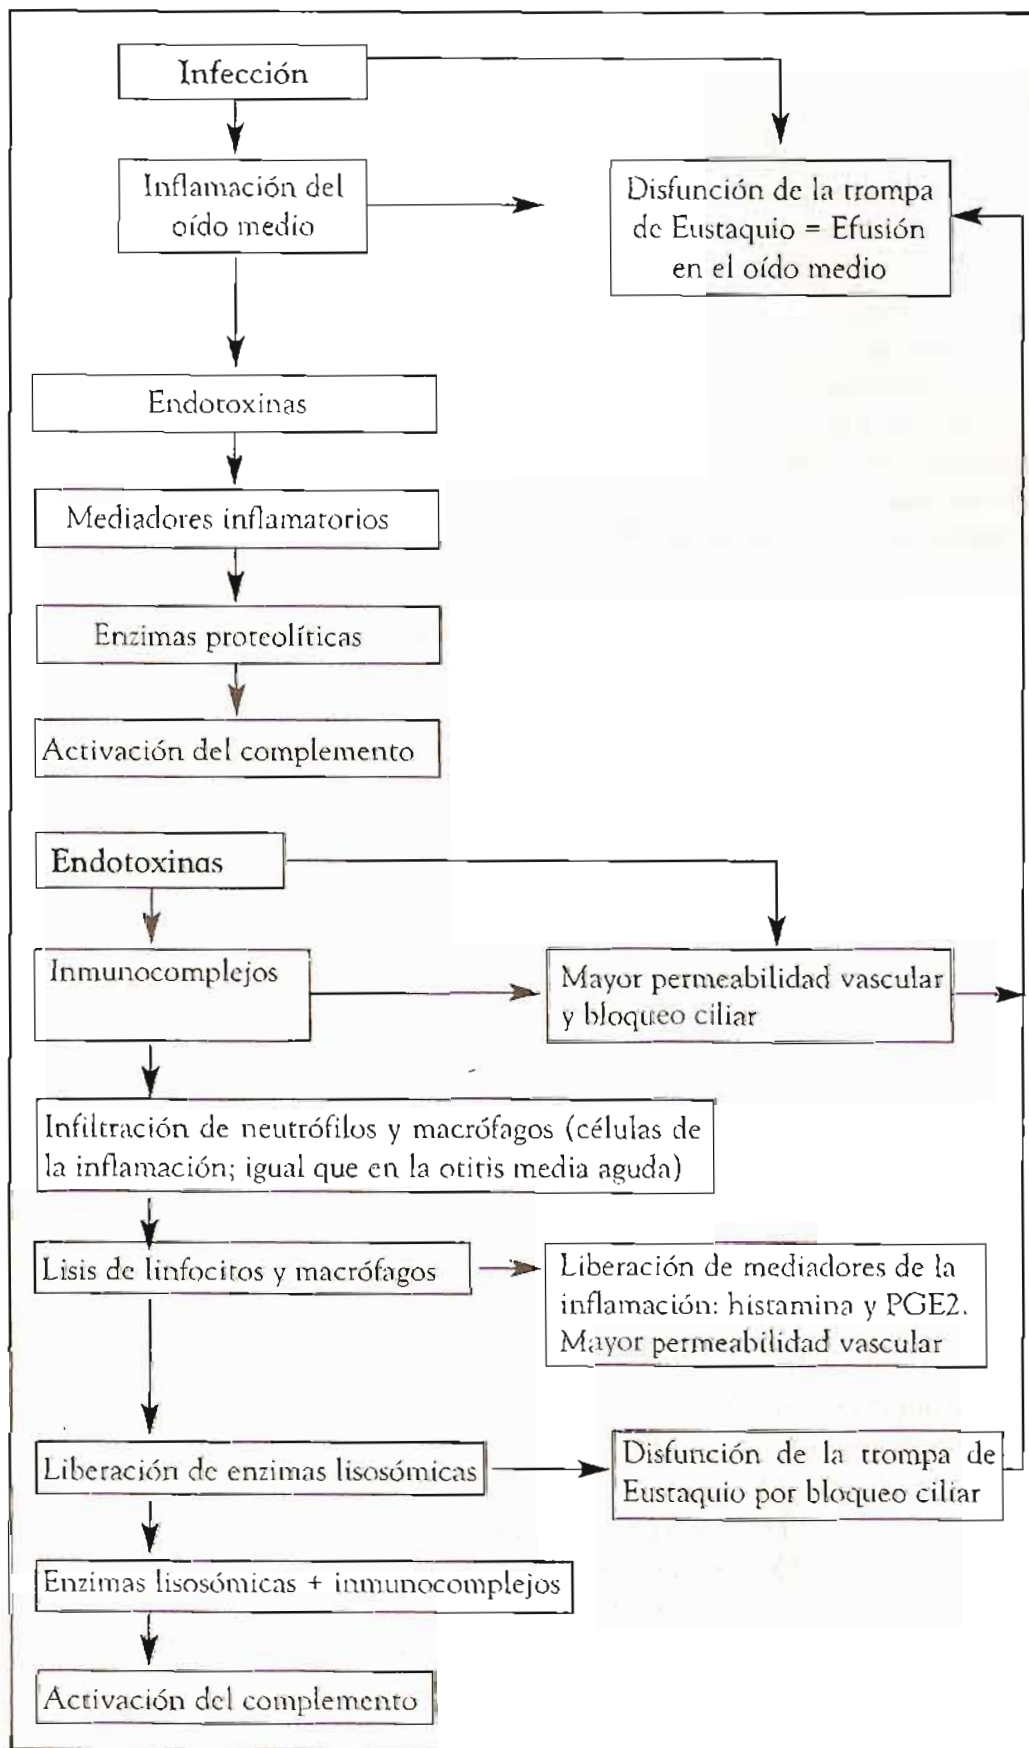 Infección
Inflamación del
oído medio
Disfunción de la trompa
de Eustaquio = Efusión
en el oído medio
Endotoxinas
Mediadores inflamatorios
Enzimas proteolíticas
Activación del complemento
Endotoxinas
Inmunocomplejos
Mayor permeabilidad vascular
y bloqueo ciliar
Infiltración de neutrófilos y macrófagos (células de
la inflamación; igual que en la otitis media aguda)
Lisis de linfocitos y macrófagos
Liberación de mediadores de la
inflamación: histamina y PGE2.
Mayor permeabilidad vascular
Liberación de enzimas lisosómicas
Disfunción de la trompa de
Eustaquio por bloqueo ciliar
Enzimas lisosómicas + inmunocomplejos
Activación del complemento